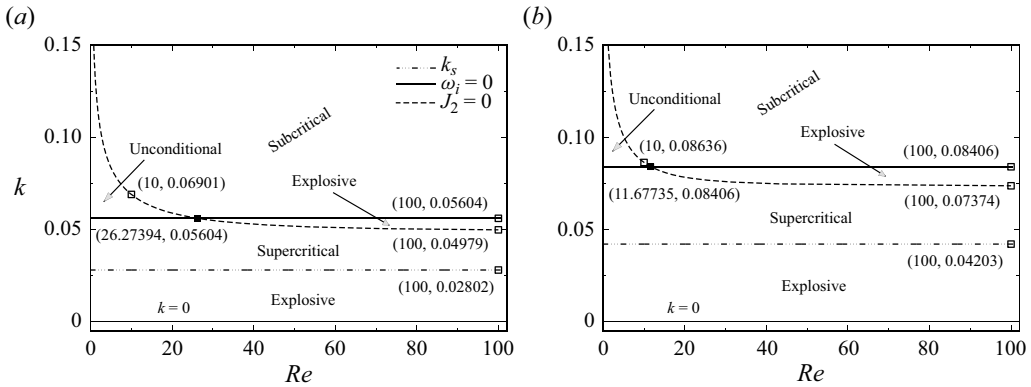 (a)
0.15
k_s
ω_i = 0
J_2 = 0
Subcritical
0.10
Unconditional
(10, 0.06901)
k
Explosive
(100, 0.05604)
0.05
(26.27394, 0.05604)
(100, 0.04979)
Supercritical
(100, 0.02802)
Explosive
k = 0
0
0 20 40 60 80 100
Re
(b)
0.15
Unconditional
Subcritical
0.10
Explosive
(10, 0.08636)
(100, 0.08406)
(11.67735, 0.08406)
(100, 0.07374)
Supercritical
0.05
(100, 0.04203)
Explosive
k = 0
0
0 20 40 60 80 100
Re